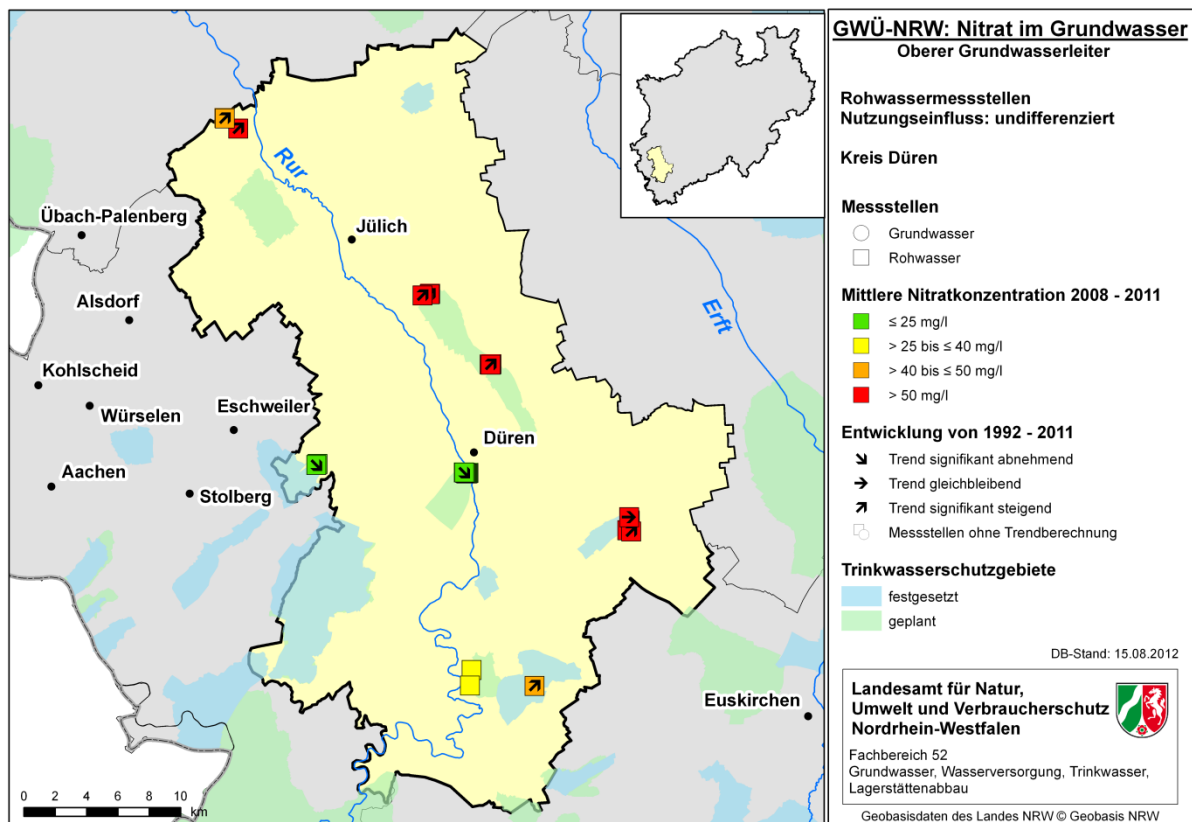 Rur
Übach-Palenberg
Jülich
Alsdorf
Erft
Kohlscheid
Würselen
Eschweiler
Düren
Aachen
Stolberg
Euskirchen
0 2 4 6 8 10
km
GWÜ-NRW: Nitrat im Grundwasser
Oberer Grundwasserleiter
Rohwassermessstellen
Nutzungseinfluss: undifferenziert
Kreis Düren
Messstellen
Grundwasser
Rohwasser
Mittlere Nitratkonzentration 2008 - 2011
≤ 25 mg/l
> 25 bis ≤ 40 mg/l
> 40 bis ≤ 50 mg/l
> 50 mg/l
Entwicklung von 1992 - 2011
Trend signifikant abnehmend
Trend gleichbleibend
Trend signifikant steigend
Messstellen ohne Trendberechnung
Trinkwasserschutzgebiete
festgesetzt
geplant
DB-Stand: 15.08.2012
Landesamt für Natur,
Umwelt und Verbraucherschutz
Nordrhein-Westfalen
Fachbereich 52
Grundwasser, Wasserversorgung, Trinkwasser,
Lagerstättenabbau
Geobasisdaten des Landes NRW © Geobasis NRW